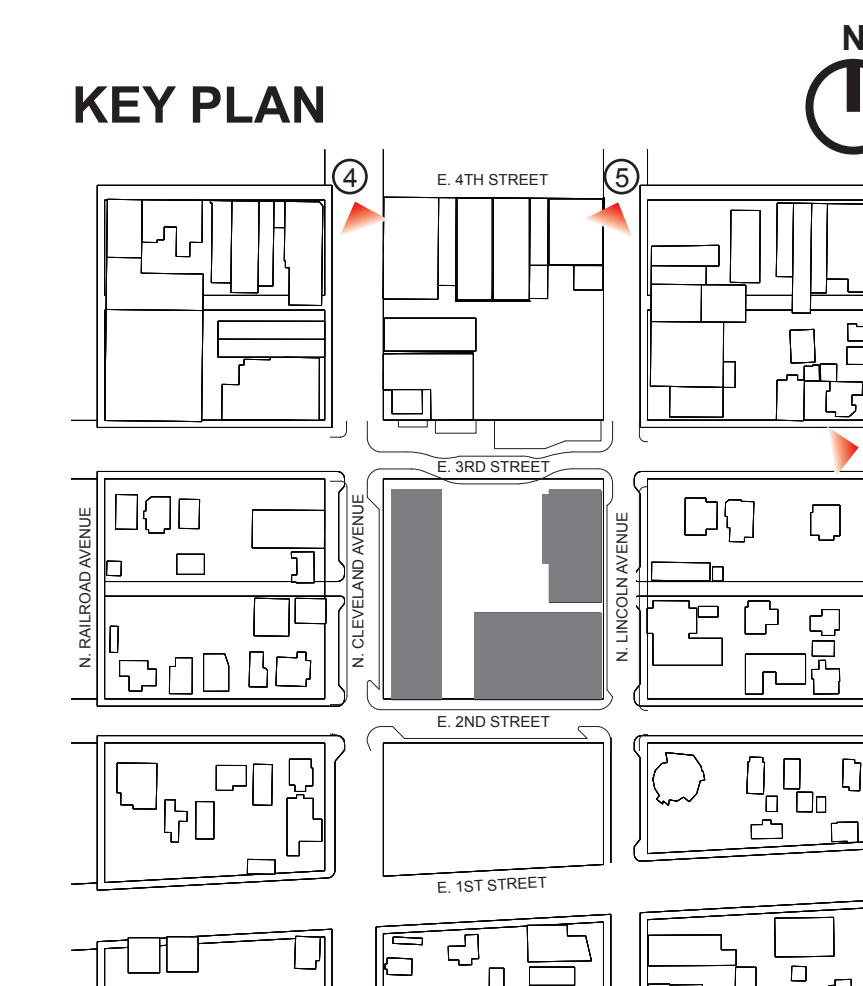 N
KEY PLAN
4
E. 4TH STREET
5
E. 3RD STREET
N. RAILROAD AVENUE
N. CLEVELAND AVENUE
N. LINCOLN AVENUE
E. 2ND STREET
E. 1ST STREET